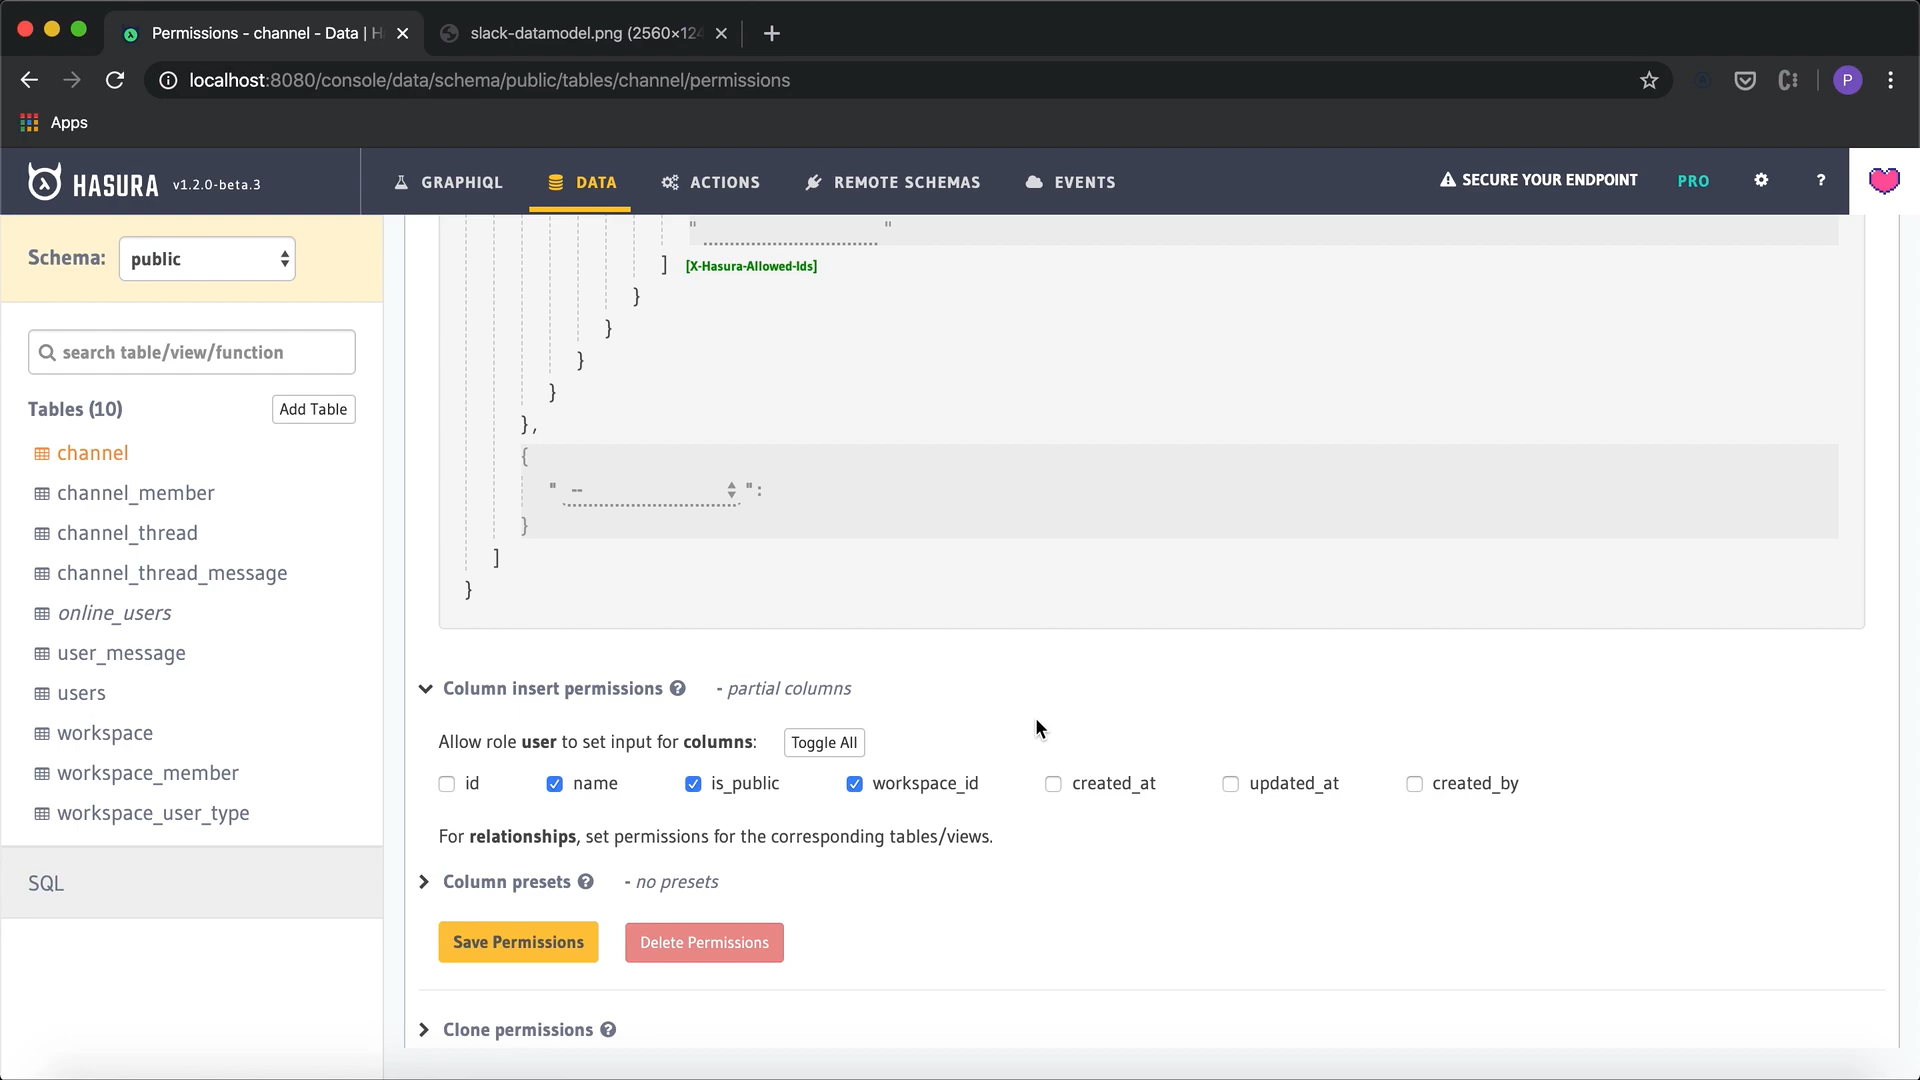 Permissions - channel - Data | H
slack-datamodel.png (2560×124
localhost:8080/console/data/schema/public/tables/channel/permissions
P
Apps
HASURA v1.2.0-beta.3
GRAPHIQL
DATA
ACTIONS
REMOTE SCHEMAS
EVENTS
SECURE YOUR ENDPOINT
PRO
?
Schema: public
search table/view/function
Tables (10)
Add Table
channel
channel_member
channel_thread
channel_thread_message
online_users
user_message
users
workspace
workspace_member
workspace_user_type
SQL
" "
] [X-Hasura-Allowed-Ids]
}
}
}
}
},
{
" -- ":
}
]
}
Column insert permissions ? - partial columns
Allow role user to set input for columns: Toggle All
id name is_public workspace_id created_at updated_at created_by
For relationships, set permissions for the corresponding tables/views.
Column presets ? - no presets
Save Permissions Delete Permissions
Clone permissions ?